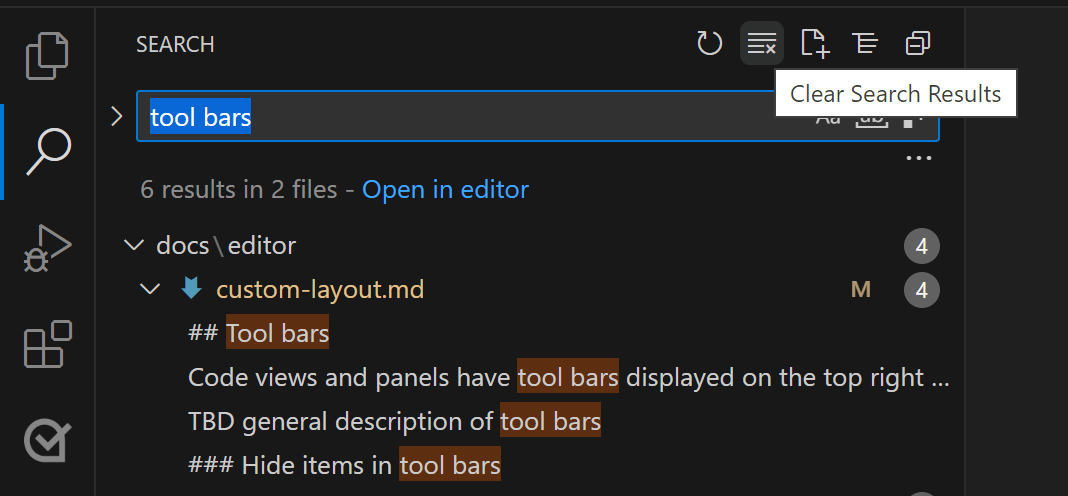 SEARCH
Clear Search Results
tool bars
Aa ab
6 results in 2 files - Open in editor
docs\editor 4
custom-layout.md M 4
## Tool bars
Code views and panels have tool bars displayed on the top right ...
TBD general description of tool bars
### Hide items in tool bars